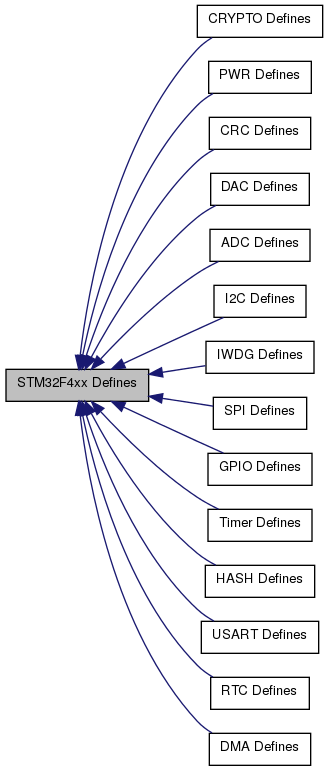 CRYPTO Defines
PWR Defines
CRC Defines
DAC Defines
ADC Defines
I2C Defines
IWDG Defines
STM32F4xx Defines
SPI Defines
GPIO Defines
Timer Defines
HASH Defines
USART Defines
RTC Defines
DMA Defines